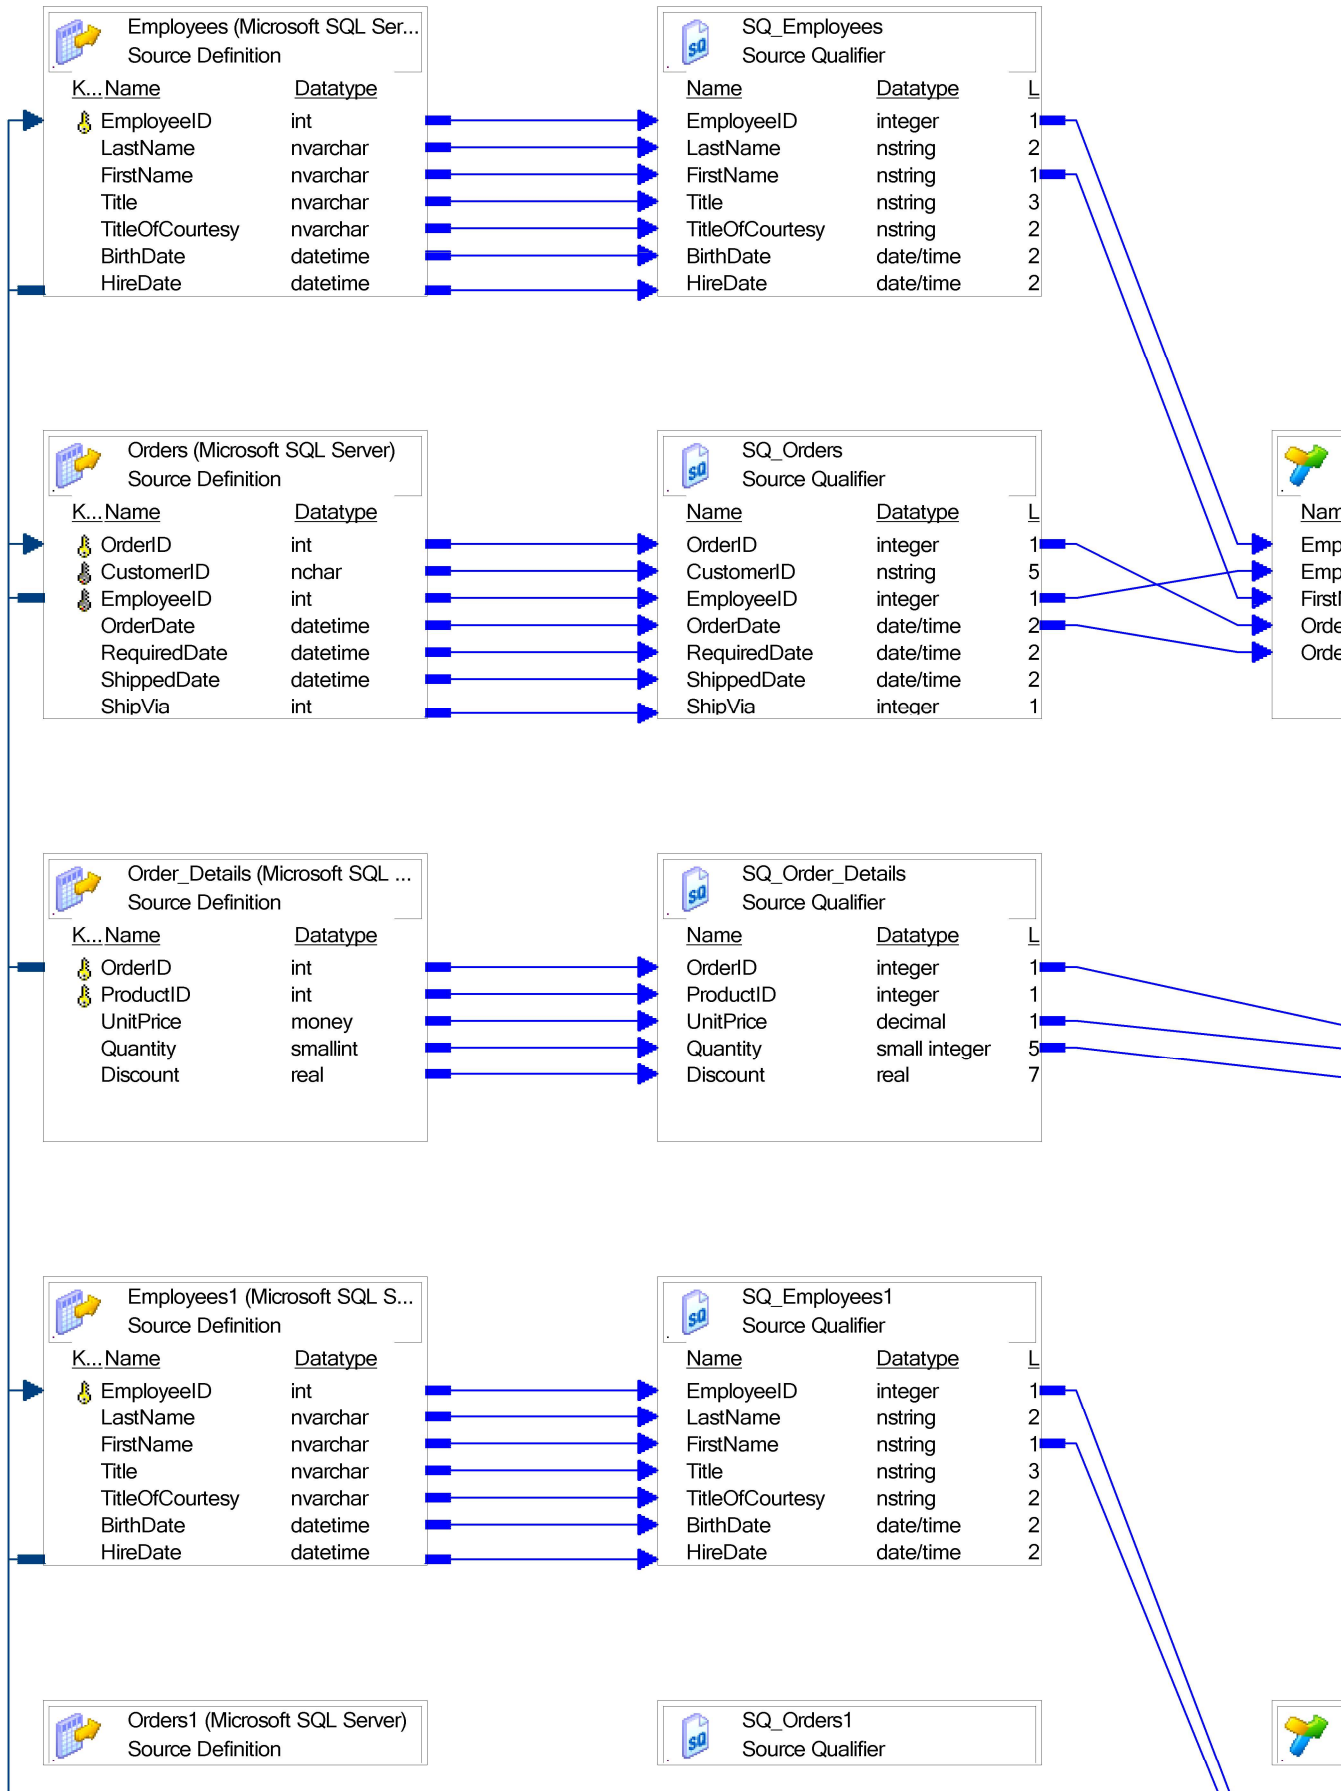 Employees (Microsoft SQL Ser...
Source Definition
K... Name Datatype
EmployeeID int
LastName nvarchar
FirstName nvarchar
Title nvarchar
TitleOfCourtesy nvarchar
BirthDate datetime
HireDate datetime
SQ_Employees
Source Qualifier
Name Datatype L
EmployeeID integer 1
LastName nstring 2
FirstName nstring 1
Title nstring 3
TitleOfCourtesy nstring 2
BirthDate date/time 2
HireDate date/time 2
Orders (Microsoft SQL Server)
Source Definition
K... Name Datatype
OrderID int
CustomerID nchar
EmployeeID int
OrderDate datetime
RequiredDate datetime
ShippedDate datetime
ShipVia int
SQ_Orders
Source Qualifier
Name Datatype L
OrderID integer 1
CustomerID nstring 5
EmployeeID integer 1
OrderDate date/time 2
RequiredDate date/time 2
ShippedDate date/time 2
ShipVia integer 1
Nam
Emp
Emp
First
Orde
Orde
Order_Details (Microsoft SQL ...
Source Definition
K... Name Datatype
OrderID int
ProductID int
UnitPrice money
Quantity smallint
Discount real
SQ_Order_Details
Source Qualifier
Name Datatype L
OrderID integer 1
ProductID integer 1
UnitPrice decimal 1
Quantity small integer 5
Discount real 7
Employees1 (Microsoft SQL S...
Source Definition
K... Name Datatype
EmployeeID int
LastName nvarchar
FirstName nvarchar
Title nvarchar
TitleOfCourtesy nvarchar
BirthDate datetime
HireDate datetime
SQ_Employees1
Source Qualifier
Name Datatype L
EmployeeID integer 1
LastName nstring 2
FirstName nstring 1
Title nstring 3
TitleOfCourtesy nstring 2
BirthDate date/time 2
HireDate date/time 2
Orders1 (Microsoft SQL Server)
Source Definition
SQ_Orders1
Source Qualifier